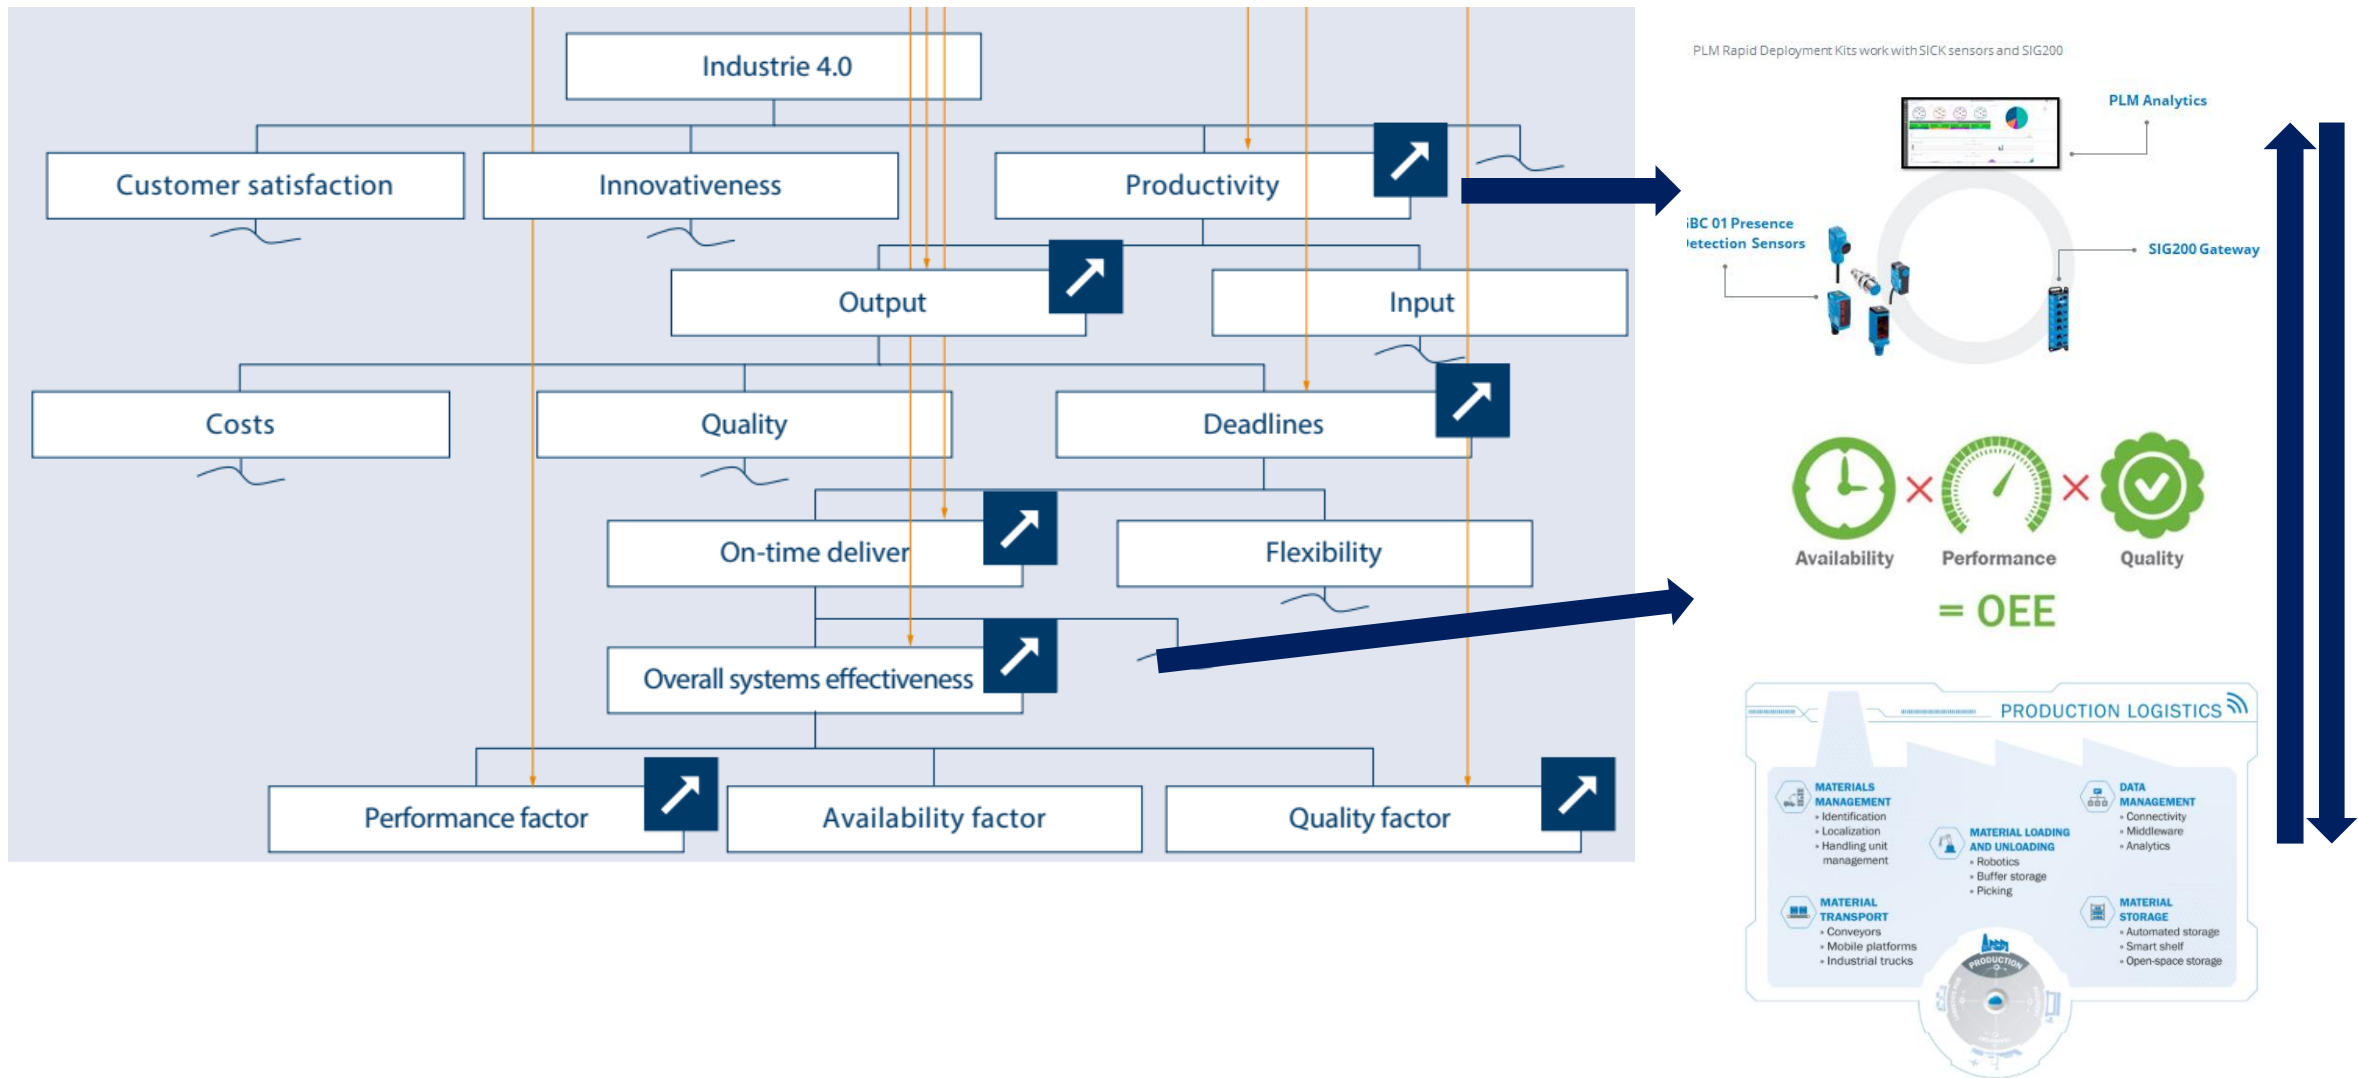 Industrie 4.0
Customer satisfaction
Innovativeness
Productivity
Output
Input
Costs
Quality
Deadlines
On-time deliver
Flexibility
Overall systems effectiveness
Performance factor
Availability factor
Quality factor
PLM Rapid Deployment Kits work with SICK sensors and SIG200
PLM Analytics
BC 01 Presence
etection Sensors
SIG200 Gateway
Availability
Performance
Quality
= OEE
PRODUCTION LOGISTICS
MATERIALS
MANAGEMENT
• Identification
• Localization
• Handling unit
management
DATA
MANAGEMENT
• Connectivity
• Middleware
• Analytics
MATERIAL LOADING
AND UNLOADING
• Robotics
• Buffer storage
• Picking
MATERIAL
TRANSPORT
• Conveyors
• Mobile platforms
• Industrial trucks
MATERIAL
STORAGE
• Automated storage
• Smart shelf
• Open-space storage
PRODUCTION